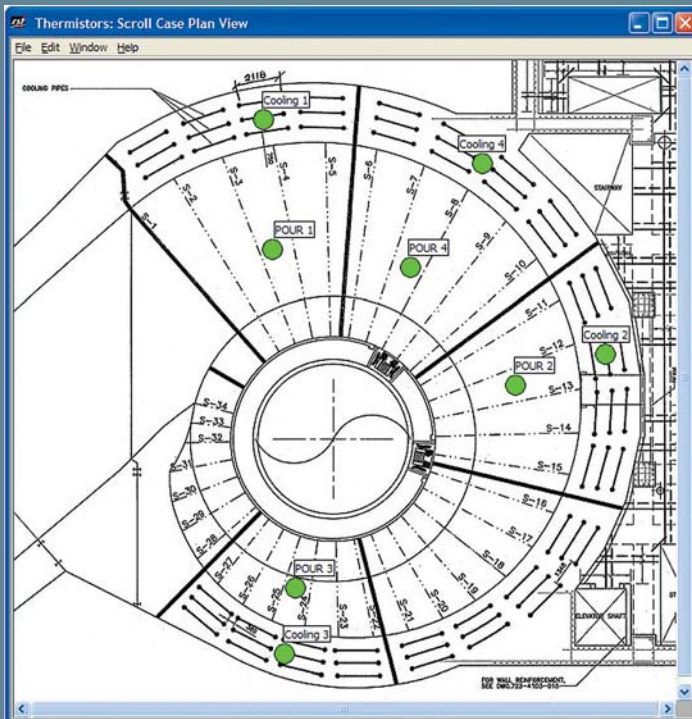 rst Thermistors: Scroll Case Plan View
File Edit Window Help
COOLING PIPES
2118
Cooling 1
Cooling 4
STAIRWAY
S-1
S-2
S-3
S-4
S-5
S-6
S-7
S-8
S-9
S-10
POUR 1
POUR 4
S-11
S-12
Cooling 2
POUR 2
S-13
S-14
S-15
S-16
S-17
S-18
S-19
S-20
S-21
S-22
S-23
S-24
S-25
S-26
S-27
S-28
S-29
S-30
S-31
S-32
S-33
S-34
POUR 3
Cooling 3
ELEVATOR SHAFT
FOR WALL REINFORCEMENT,